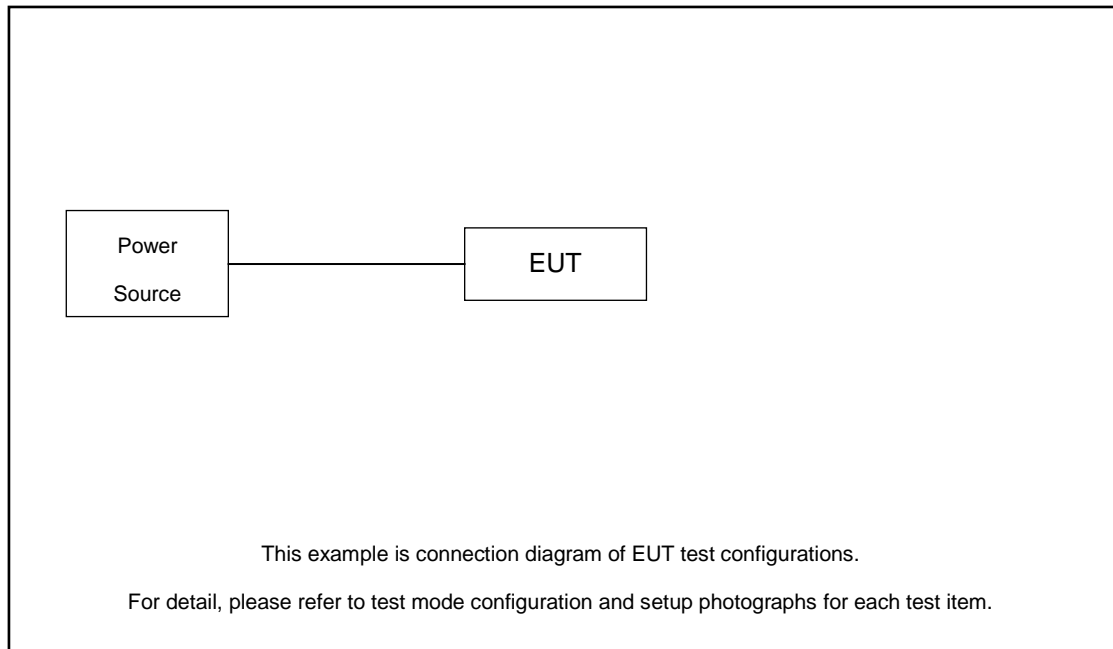 Power
Source
EUT
This example is connection diagram of EUT test configurations.
For detail, please refer to test mode configuration and setup photographs for each test item.